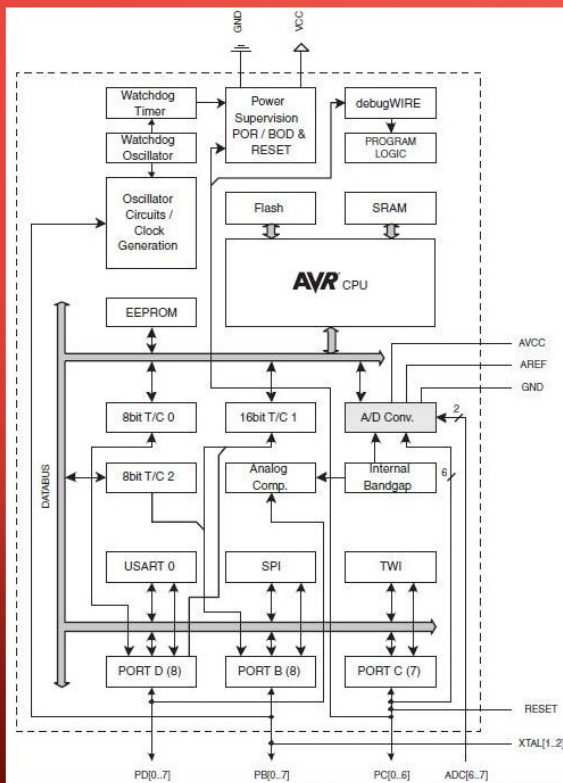 GND
VCC
Watchdog
Timer
Power
Supervision
POR / BOD &
RESET
debugWIRE
Watchdog
Oscillator
PROGRAM
LOGIC
Oscillator
Circuits /
Clock
Generation
Flash
SRAM
AVR CPU
EEPROM
AVCC
AREF
GND
8bit T/C 0
16bit T/C 1
A/D Conv.
2
DATABUS
8bit T/C 2
Analog
Comp.
Internal
Bandgap
6
USART 0
SPI
TWI
PORT D (8)
PORT B (8)
PORT C (7)
RESET
XTAL[1..2]
PD[0..7]
PB[0..7]
PC[0..6]
ADC[6..7]